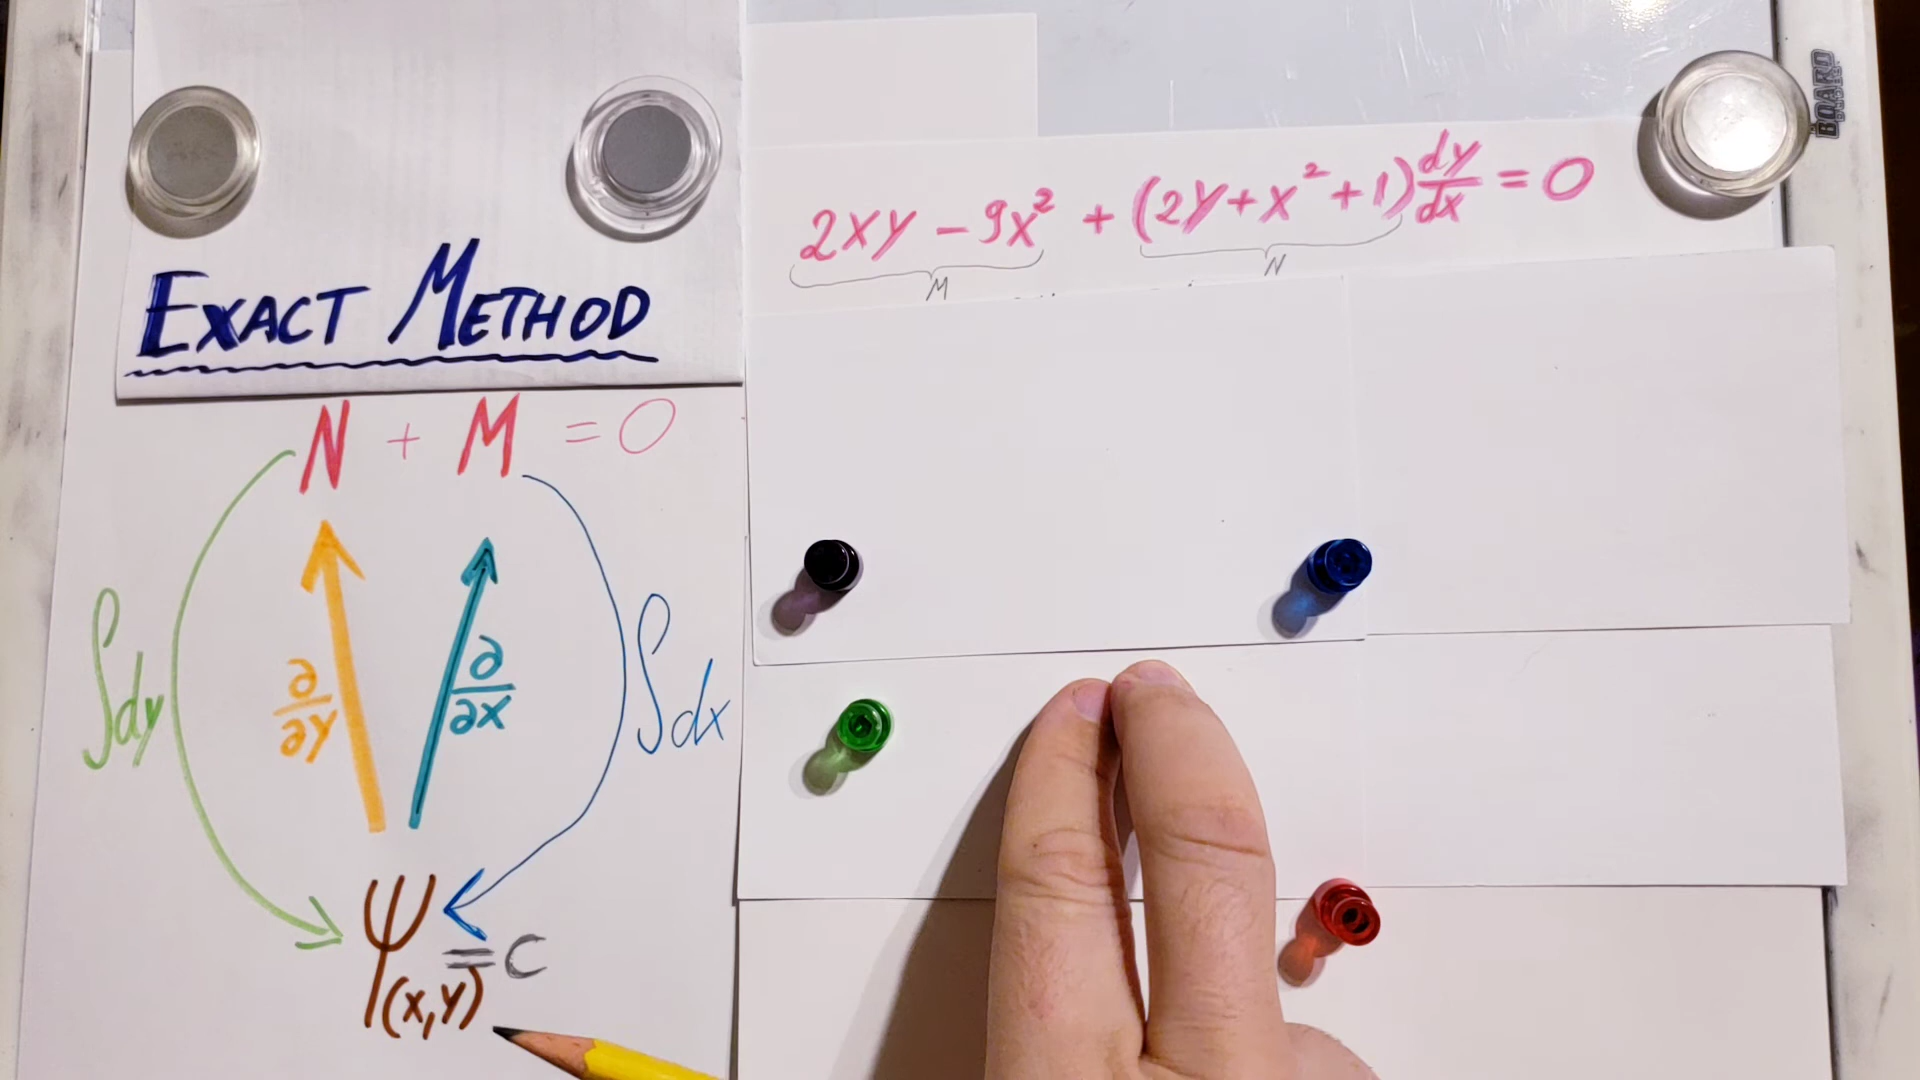 BOARD
2xy - 9x² + (2y + x² + 1) dy/dx = 0
M
N
EXACT METHOD
N + M = 0
∫dy
∂/∂y
∂/∂x
∫dx
Ψ(x,y) = C